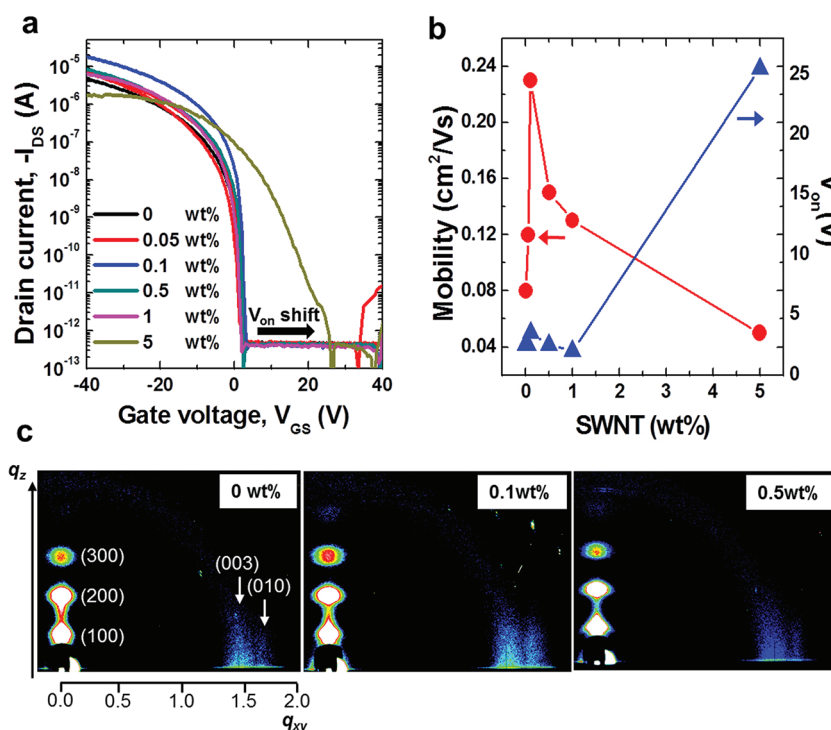 a
Drain current, -I_DS (A)
10^-5
10^-6
10^-7
10^-8
10^-9
10^-10
10^-11
10^-12
10^-13
0 wt%
0.05 wt%
0.1 wt%
0.5 wt%
1 wt%
5 wt%
V_on shift
-40 -20 0 20 40
Gate voltage, V_GS (V)
b
Mobility (cm^2/Vs)
0.24
0.20
0.16
0.12
0.08
0.04
25
20
15
10
5
0
V_on (V)
0 1 2 3 4 5
SWNT (wt%)
c
q_z
0 wt%
(300)
(200)
(100)
(003)
(010)
0.1wt%
0.5wt%
0.0 0.5 1.0 1.5 2.0
q_xy